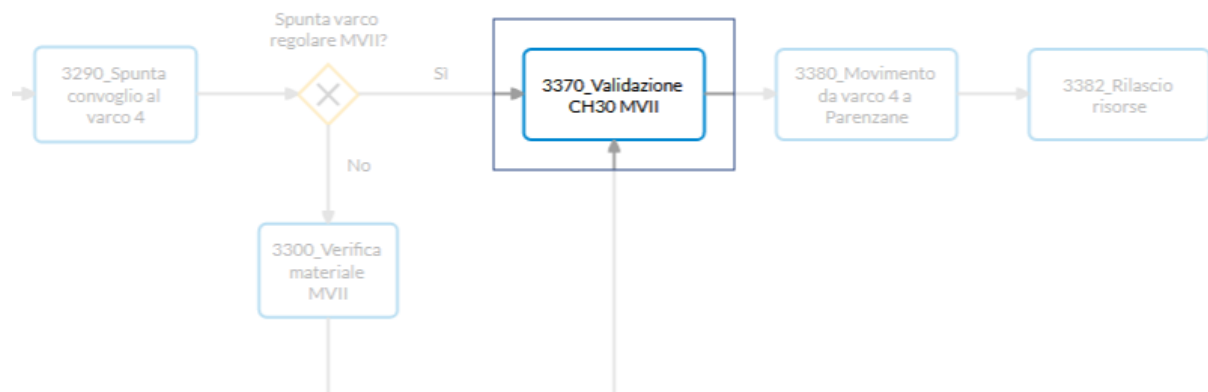 Spunta varco
regolare MVII?
3290_Spunta
convoglio al
varco 4
Sì
3370_Validazione
CH30 MVII
3380_Movimento
da varco 4 a
Parenzane
3382_Rilascio
risorse
No
3300_Verifica
materiale
MVII